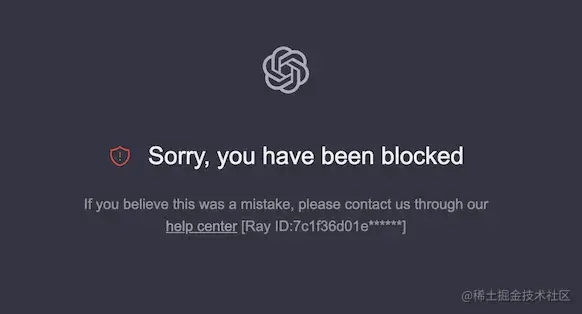 Sorry, you have been blocked
If you believe this was a mistake, please contact us through our
help center [Ray ID:7c1f36d01e******]
@稀土掘金技术社区